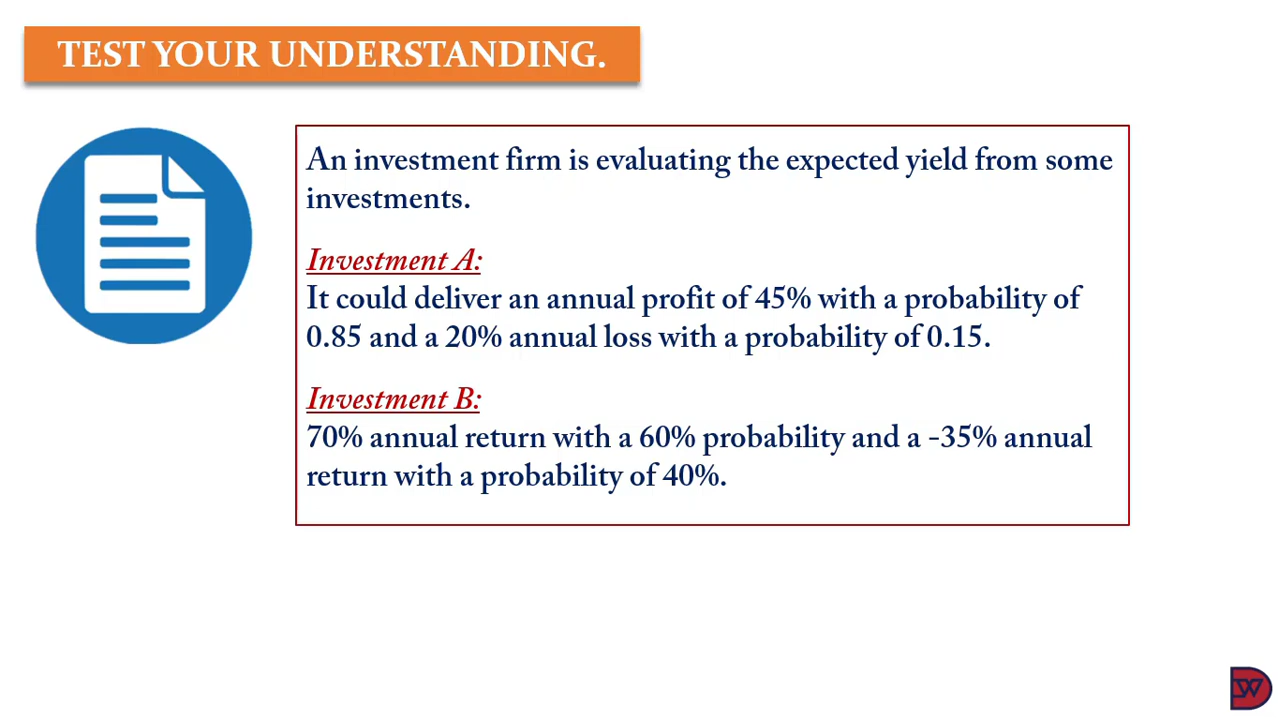 TEST YOUR UNDERSTANDING.
An investment firm is evaluating the expected yield from some
investments.
Investment A:
It could deliver an annual profit of 45% with a probability of
0.85 and a 20% annual loss with a probability of 0.15.
Investment B:
70% annual return with a 60% probability and a -35% annual
return with a probability of 40%.
DW